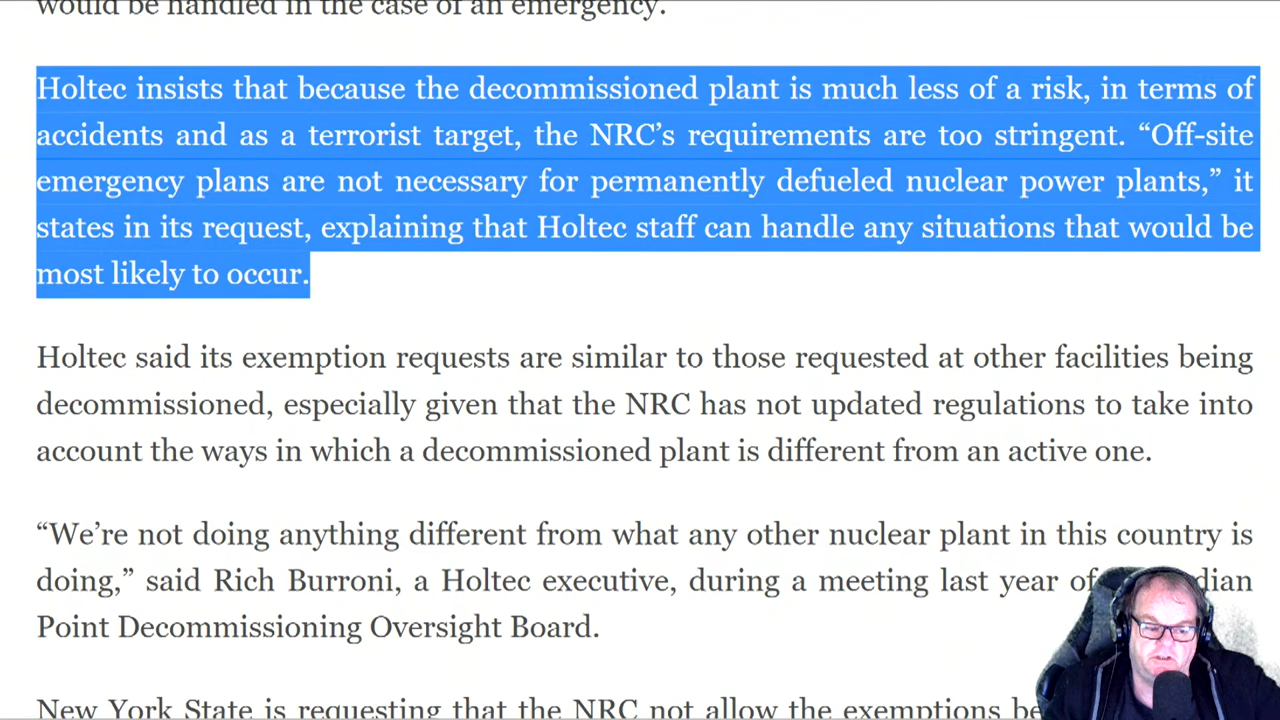 would be handled in the case of an emergency.
Holtec insists that because the decommissioned plant is much less of a risk, in terms of
accidents and as a terrorist target, the NRC’s requirements are too stringent. “Off-site
emergency plans are not necessary for permanently defueled nuclear power plants,” it
states in its request, explaining that Holtec staff can handle any situations that would be
most likely to occur.
Holtec said its exemption requests are similar to those requested at other facilities being
decommissioned, especially given that the NRC has not updated regulations to take into
account the ways in which a decommissioned plant is different from an active one.
“We’re not doing anything different from what any other nuclear plant in this country is
doing,” said Rich Burroni, a Holtec executive, during a meeting last year of dian
Point Decommissioning Oversight Board.
New York State is requesting that the NRC not allow the exemptions be